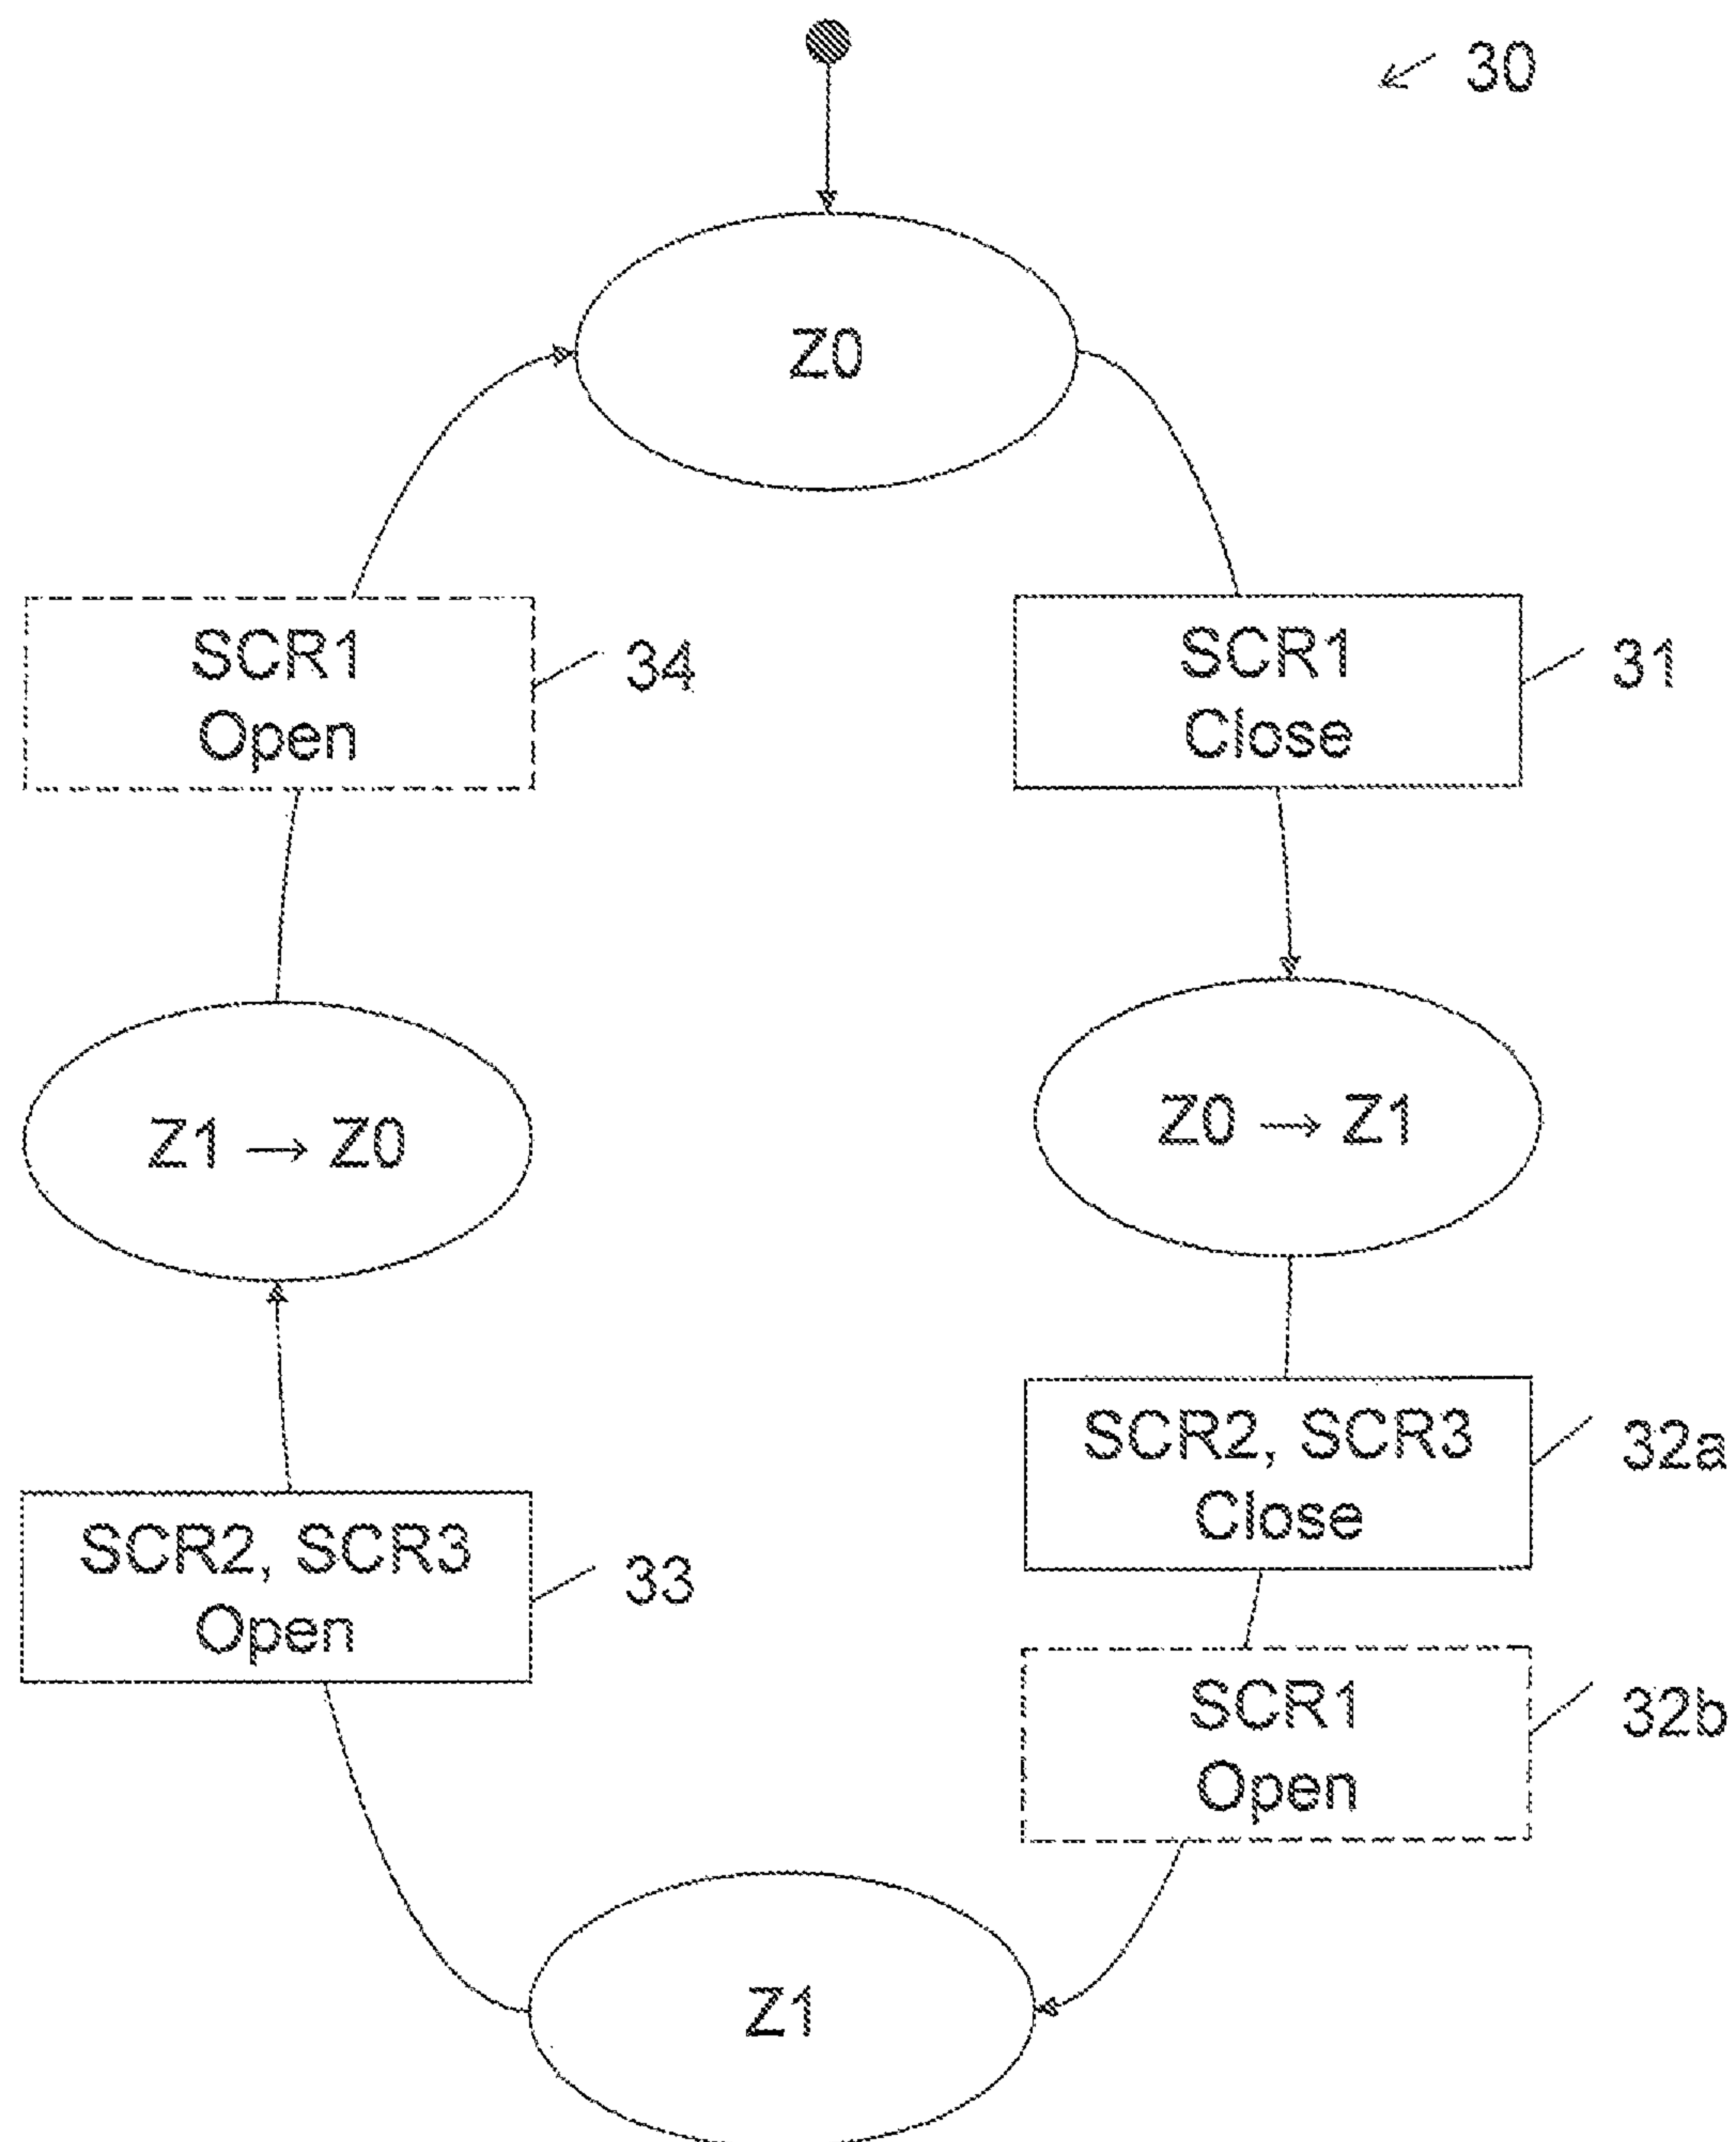 30
Z0
SCR1
Open
34
SCR1
Close
31
Z1 → Z0
Z0 → Z1
SCR2, SCR3
Close
32a
SCR2, SCR3
Open
33
SCR1
Open
32b
Z1